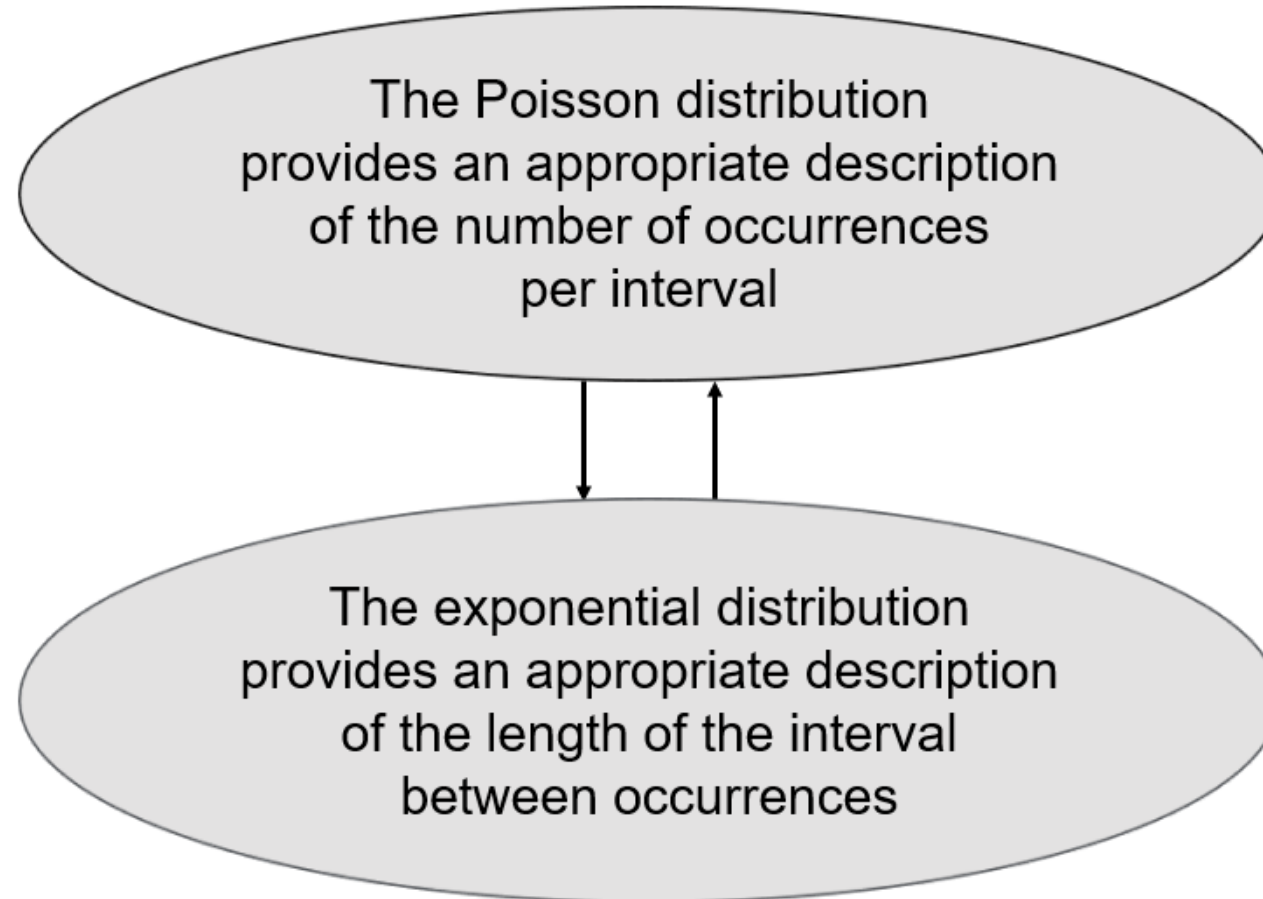 The Poisson distribution
provides an appropriate description
of the number of occurrences
per interval
The exponential distribution
provides an appropriate description
of the length of the interval
between occurrences